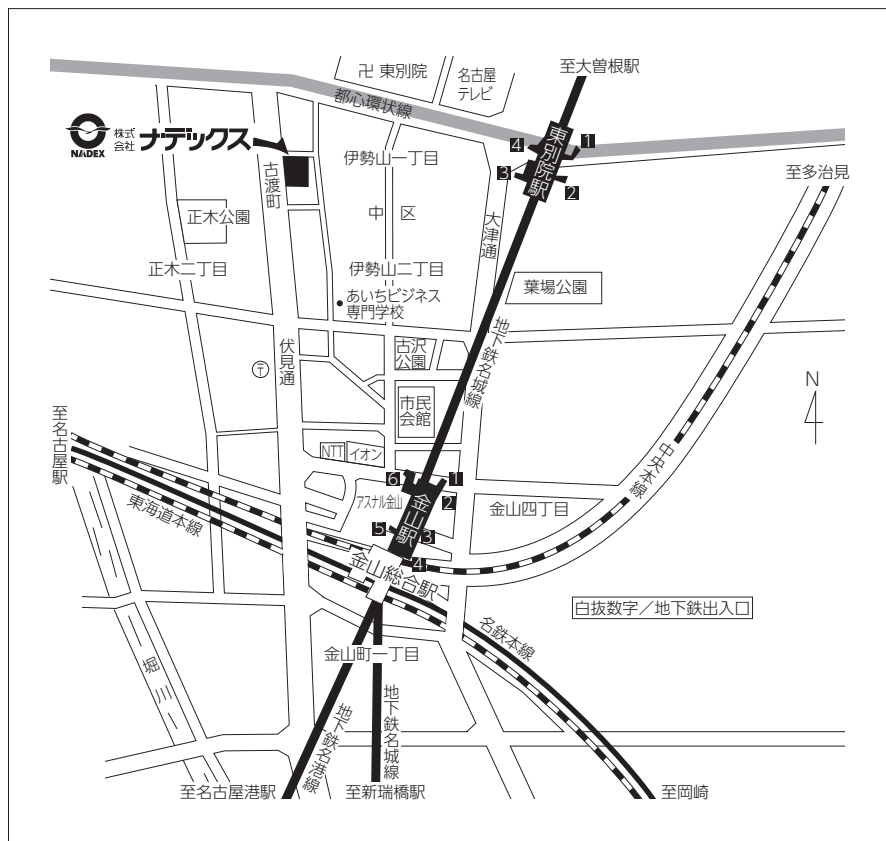 至大曽根駅
卍 東別院
名古屋
テレビ
都心環状線
NADEX
株式
会社
ナデックス
東別院駅
4
1
3
2
古渡町
伊勢山一丁目
至多治見
正木公園
中 区
大津通
正木二丁目
伊勢山二丁目
葉場公園
あいちビジネス
専門学校
地下鉄名城線
伏見通
古沢
公園
〒
市民
会館
N
至名古屋駅
NTT
イオン
中央本線
6
1
アスナル金山
金山駅
2
金山四丁目
東海道本線
5
3
4
金山総合駅
白抜数字／地下鉄出入口
名鉄本線
金山町一丁目
堀川
地下鉄名港線
地下鉄名城線
至名古屋港駅
至新瑞橋駅
至岡崎